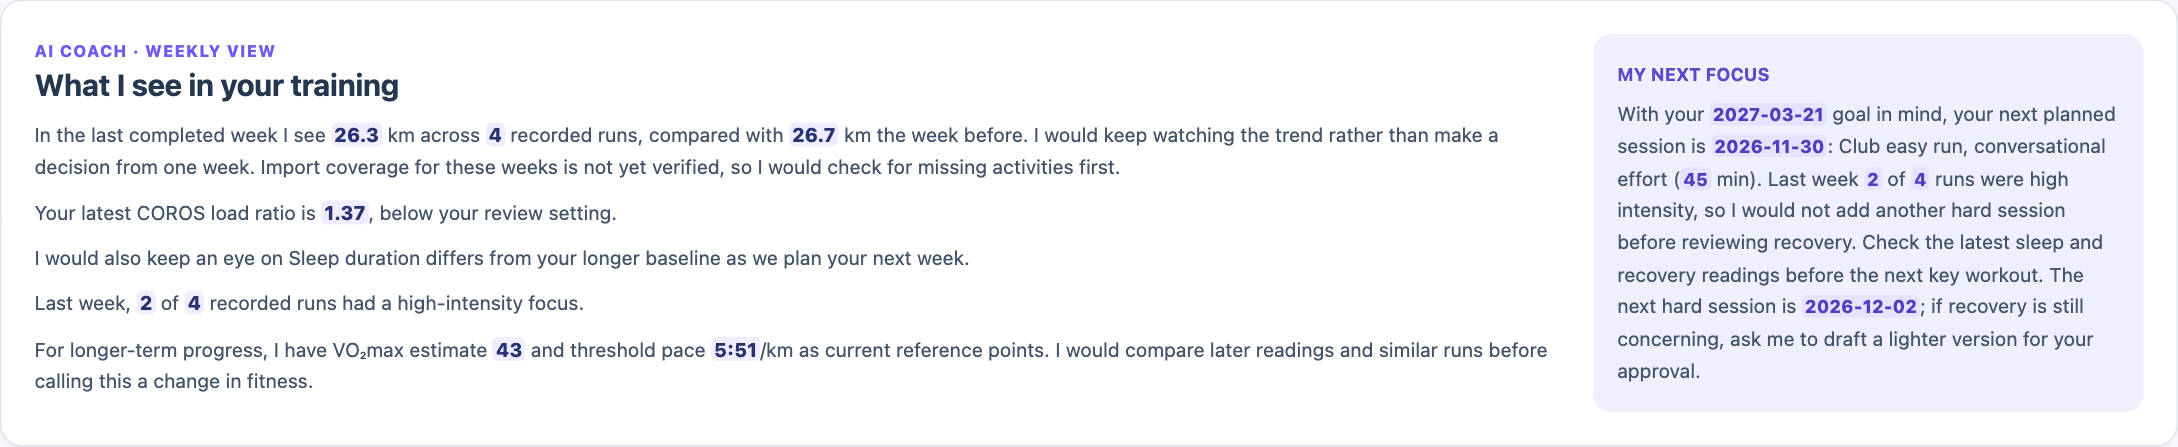 AI COACH · WEEKLY VIEW
What I see in your training
In the last completed week I see 26.3 km across 4 recorded runs, compared with 26.7 km the week before. I would keep watching the trend rather than make a
decision from one week. Import coverage for these weeks is not yet verified, so I would check for missing activities first.
Your latest COROS load ratio is 1.37, below your review setting.
I would also keep an eye on Sleep duration differs from your longer baseline as we plan your next week.
Last week, 2 of 4 recorded runs had a high-intensity focus.
For longer-term progress, I have VO₂max estimate 43 and threshold pace 5:51/km as current reference points. I would compare later readings and similar runs before
calling this a change in fitness.
MY NEXT FOCUS
With your 2027-03-21 goal in mind, your next planned
session is 2026-11-30: Club easy run, conversational
effort (45 min). Last week 2 of 4 runs were high
intensity, so I would not add another hard session
before reviewing recovery. Check the latest sleep and
recovery readings before the next key workout. The
next hard session is 2026-12-02; if recovery is still
concerning, ask me to draft a lighter version for your
approval.